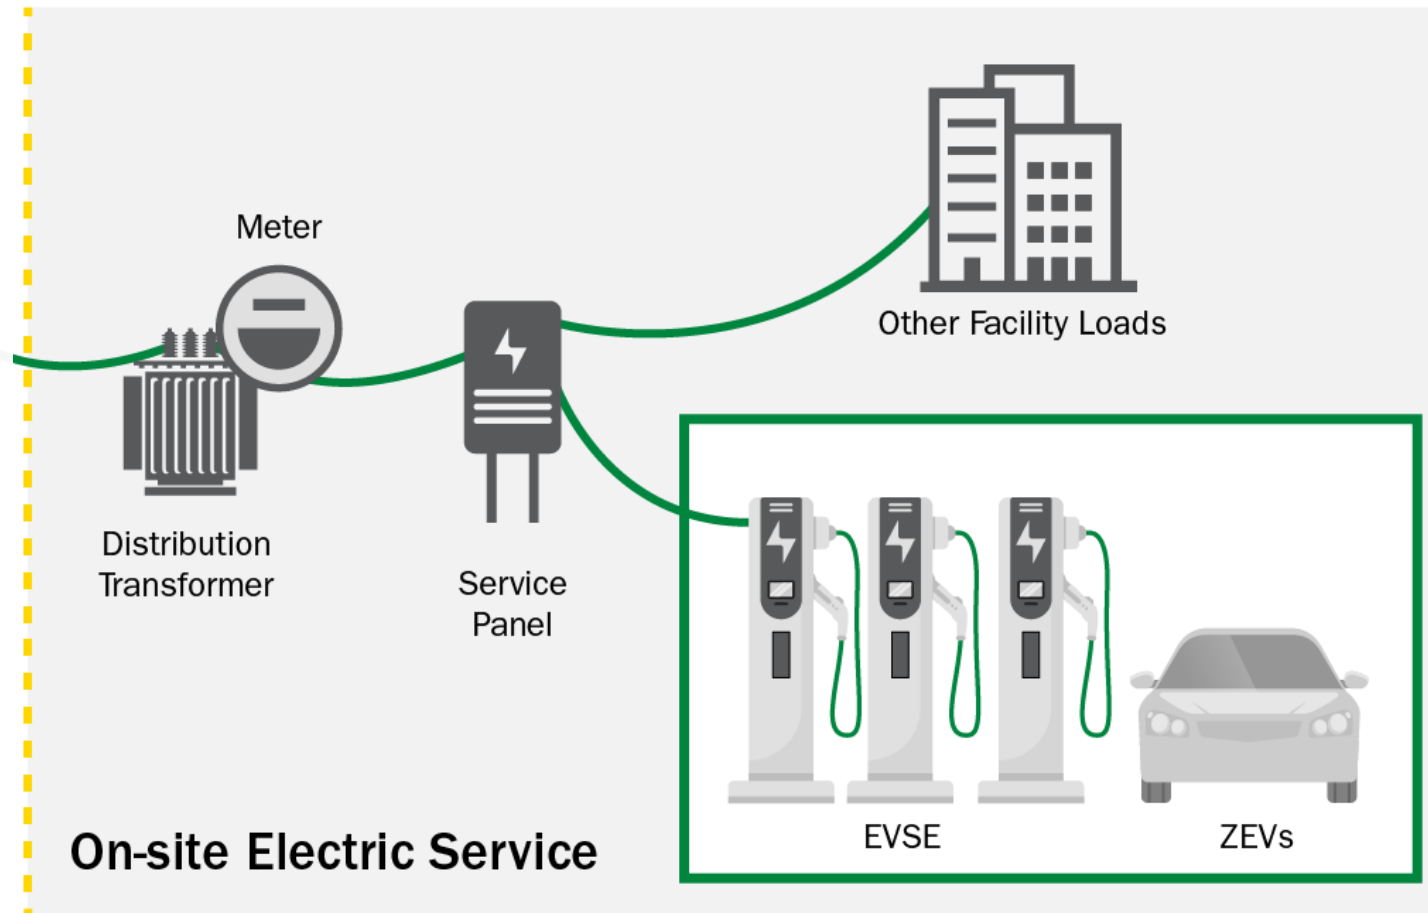 Meter
Other Facility Loads
Distribution
Transformer
Service
Panel
EVSE
ZEVs
On-site Electric Service